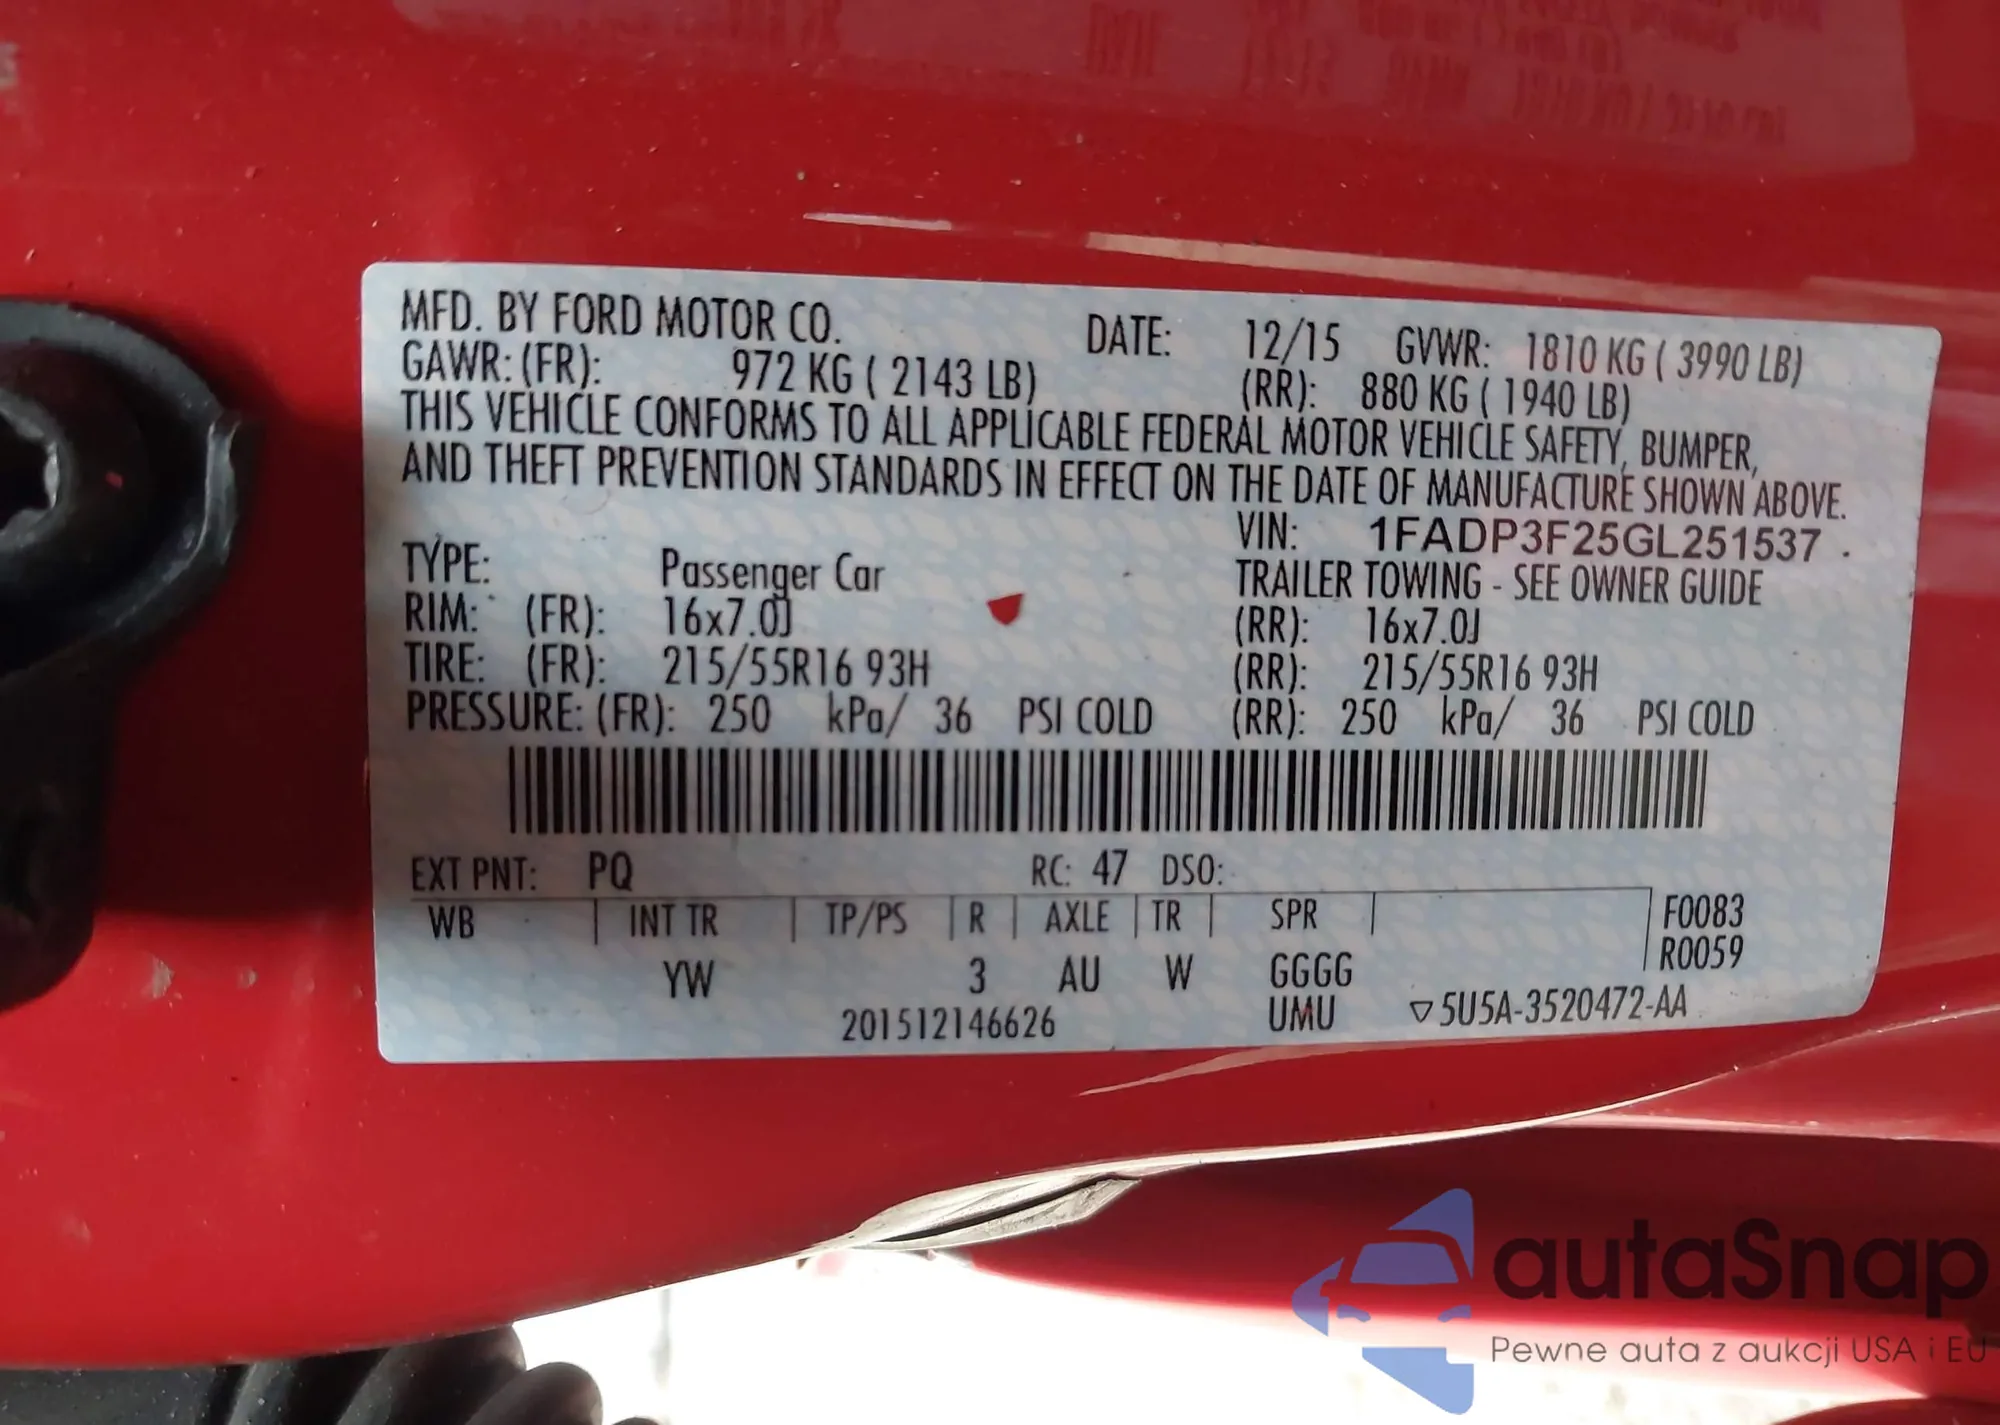 MFD. BY FORD MOTOR CO. DATE: 12/15 GVWR: 1810 KG ( 3990 LB)
GAWR: (FR): 972 KG ( 2143 LB) (RR): 880 KG ( 1940 LB)
THIS VEHICLE CONFORMS TO ALL APPLICABLE FEDERAL MOTOR VEHICLE SAFETY, BUMPER,
AND THEFT PREVENTION STANDARDS IN EFFECT ON THE DATE OF MANUFACTURE SHOWN ABOVE.
VIN: 1FADP3F25GL251537
TYPE: Passenger Car TRAILER TOWING - SEE OWNER GUIDE
RIM: (FR): 16x7.0J (RR): 16x7.0J
TIRE: (FR): 215/55R16 93H (RR): 215/55R16 93H
PRESSURE: (FR): 250 kPa/ 36 PSI COLD (RR): 250 kPa/ 36 PSI COLD
EXT PNT: PQ RC: 47 DSO:
WB | INT TR | TP/PS | R | AXLE | TR | SPR | F0083
R0059
YW 3 AU W GGGG
201512146626 UMU ▽5U5A-3520472-AA
autaSnap
Pewne auta z aukcji USA i EU